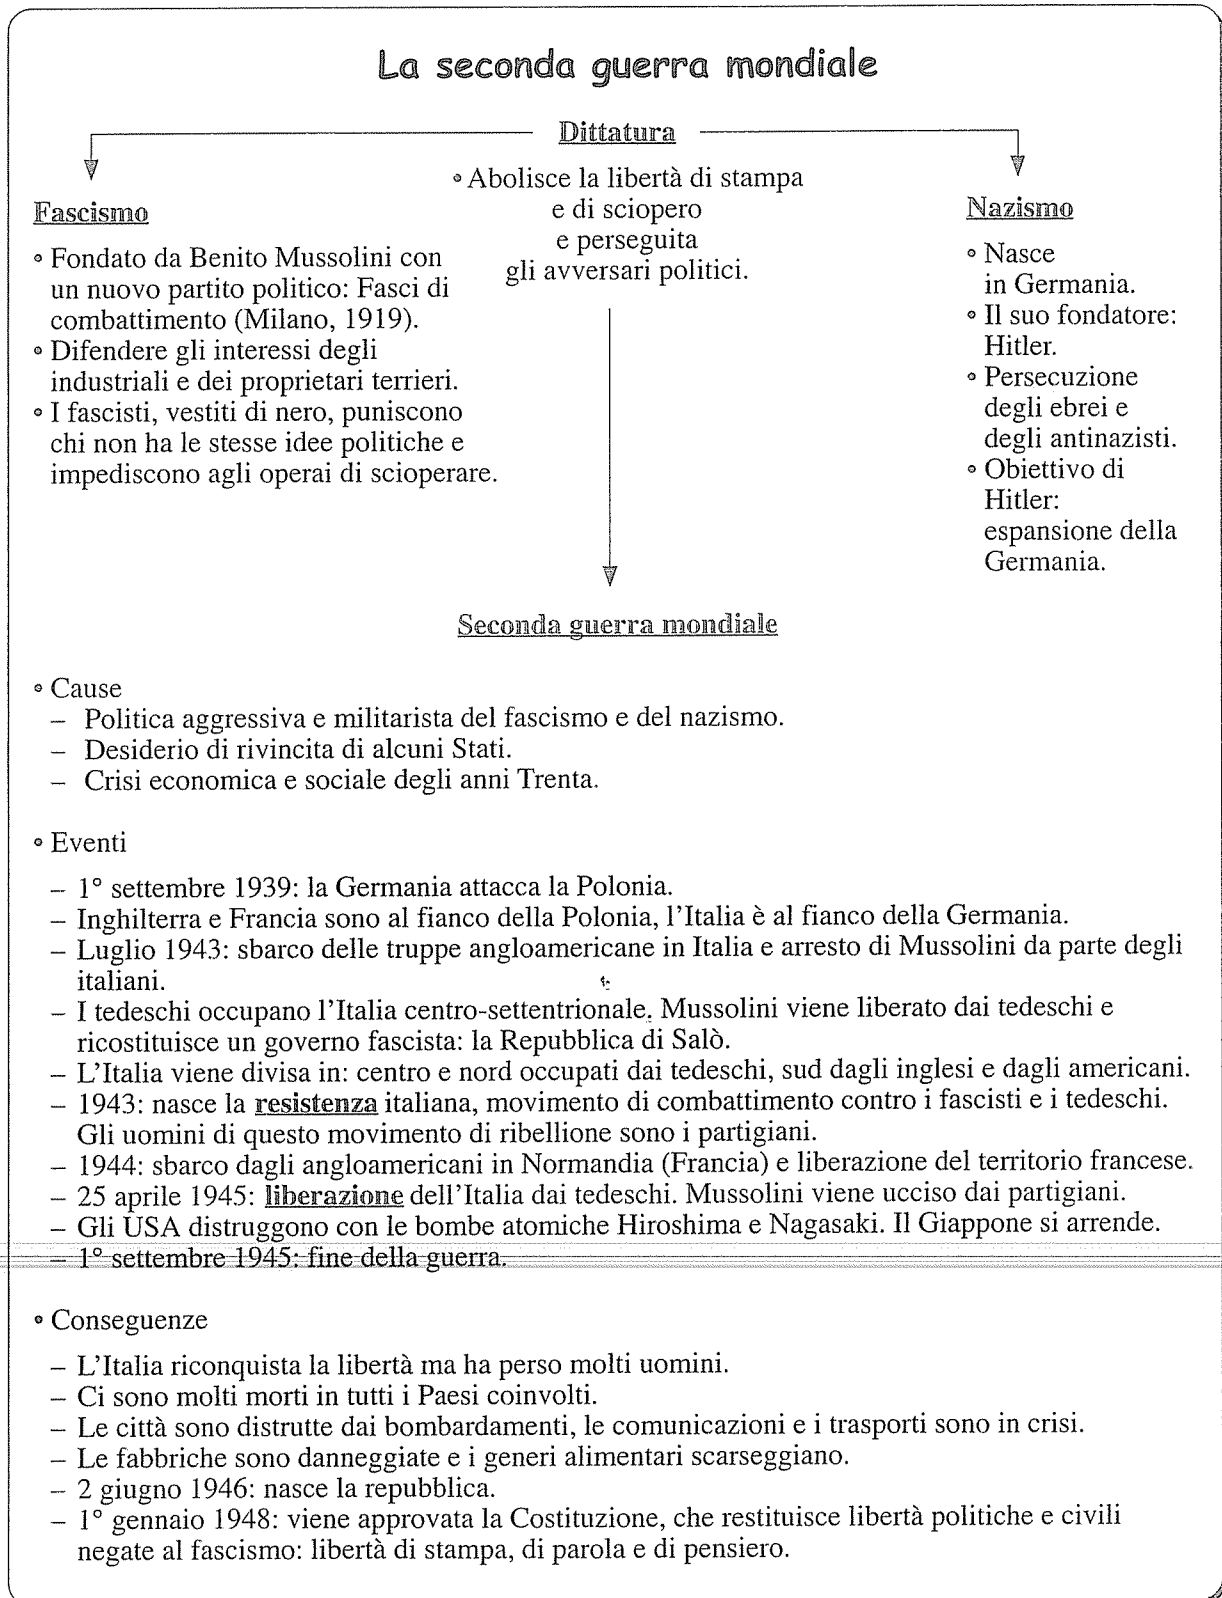 La seconda guerra mondiale
Dittatura
• Abolisce la libertà di stampa
e di sciopero
e perseguita
gli avversari politici.
Fascismo
• Fondato da Benito Mussolini con
un nuovo partito politico: Fasci di
combattimento (Milano, 1919).
• Difendere gli interessi degli
industriali e dei proprietari terrieri.
• I fascisti, vestiti di nero, puniscono
chi non ha le stesse idee politiche e
impediscono agli operai di scioperare.
Nazismo
• Nasce
in Germania.
• Il suo fondatore:
Hitler.
• Persecuzione
degli ebrei e
degli antinazisti.
• Obiettivo di
Hitler:
espansione della
Germania.
Seconda guerra mondiale
• Cause
– Politica aggressiva e militarista del fascismo e del nazismo.
– Desiderio di rivincita di alcuni Stati.
– Crisi economica e sociale degli anni Trenta.
• Eventi
– 1° settembre 1939: la Germania attacca la Polonia.
– Inghilterra e Francia sono al fianco della Polonia, l'Italia è al fianco della Germania.
– Luglio 1943: sbarco delle truppe angloamericane in Italia e arresto di Mussolini da parte degli
italiani.
– I tedeschi occupano l'Italia centro-settentrionale. Mussolini viene liberato dai tedeschi e
ricostituisce un governo fascista: la Repubblica di Salò.
– L'Italia viene divisa in: centro e nord occupati dai tedeschi, sud dagli inglesi e dagli americani.
– 1943: nasce la resistenza italiana, movimento di combattimento contro i fascisti e i tedeschi.
Gli uomini di questo movimento di ribellione sono i partigiani.
– 1944: sbarco dagli angloamericani in Normandia (Francia) e liberazione del territorio francese.
– 25 aprile 1945: liberazione dell'Italia dai tedeschi. Mussolini viene ucciso dai partigiani.
– Gli USA distruggono con le bombe atomiche Hiroshima e Nagasaki. Il Giappone si arrende.
– 1° settembre 1945: fine della guerra.
• Conseguenze
– L'Italia riconquista la libertà ma ha perso molti uomini.
– Ci sono molti morti in tutti i Paesi coinvolti.
– Le città sono distrutte dai bombardamenti, le comunicazioni e i trasporti sono in crisi.
– Le fabbriche sono danneggiate e i generi alimentari scarseggiano.
– 2 giugno 1946: nasce la repubblica.
– 1° gennaio 1948: viene approvata la Costituzione, che restituisce libertà politiche e civili
negate al fascismo: libertà di stampa, di parola e di pensiero.